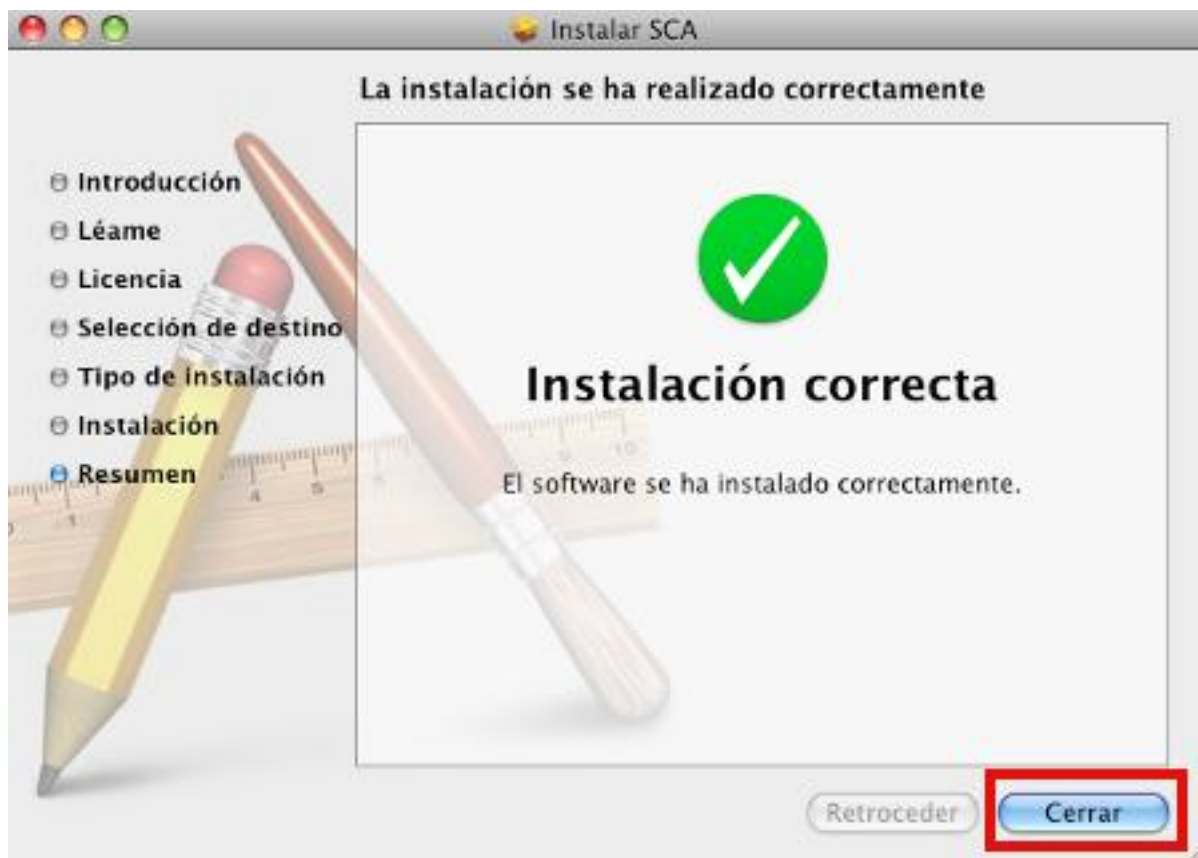 Instalar SCA
La instalación se ha realizado correctamente
Introducción
Léame
Licencia
Selección de destino
Tipo de instalación
Instalación
Resumen
Instalación correcta
El software se ha instalado correctamente.
Retroceder
Cerrar